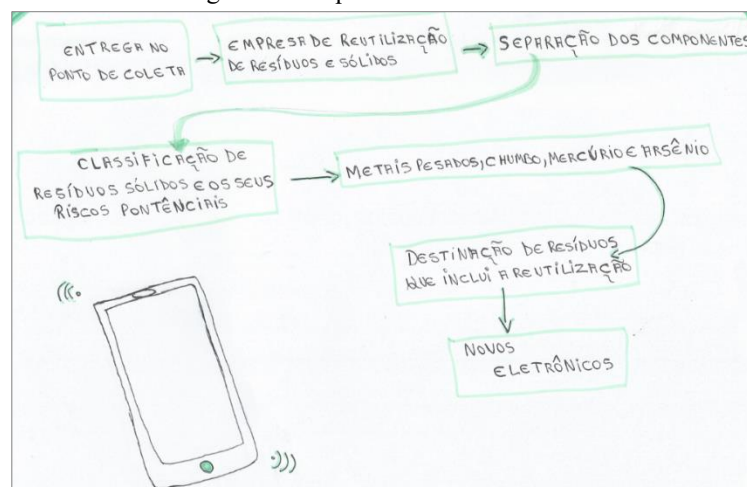 ENTREGA NO
PONTO DE COLETA
EMPRESA DE REUTILIZAÇÃO
DE RESÍDUOS E SÓLIDOS
SEPARAÇÃO DOS COMPONENTES
CLASSIFICAÇÃO DE
RESÍDUOS SÓLIDOS E OS SEUS
RISCOS PONTÊNCIAIS
METAIS PESADOS, CHUMBO, MERCÚRIO E ARSÊNIO
DESTINAÇÃO DE RESÍDUOS
QUE INCLUI A REUTILIZAÇÃO
NOVOS
ELETRÔNICOS